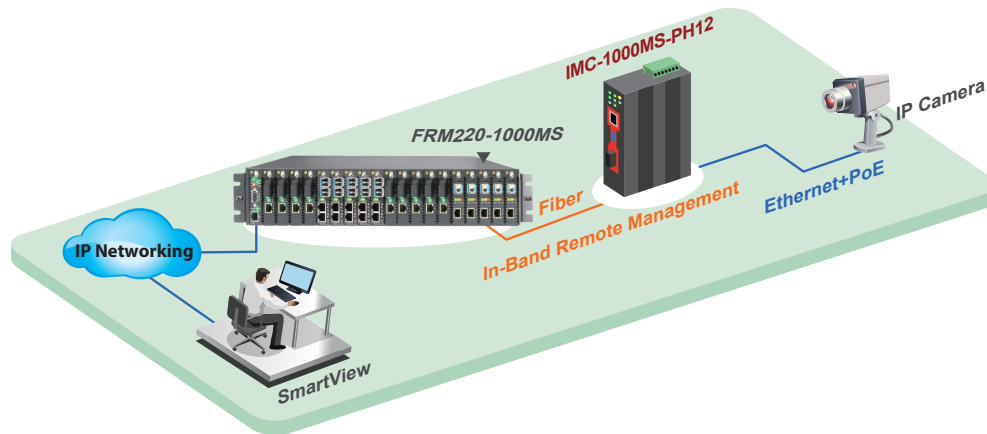 IMC-1000MS-PH12
IP Camera
FRM220-1000MS
Fiber
Ethernet+PoE
In-Band Remote Management
IP Networking
SmartView